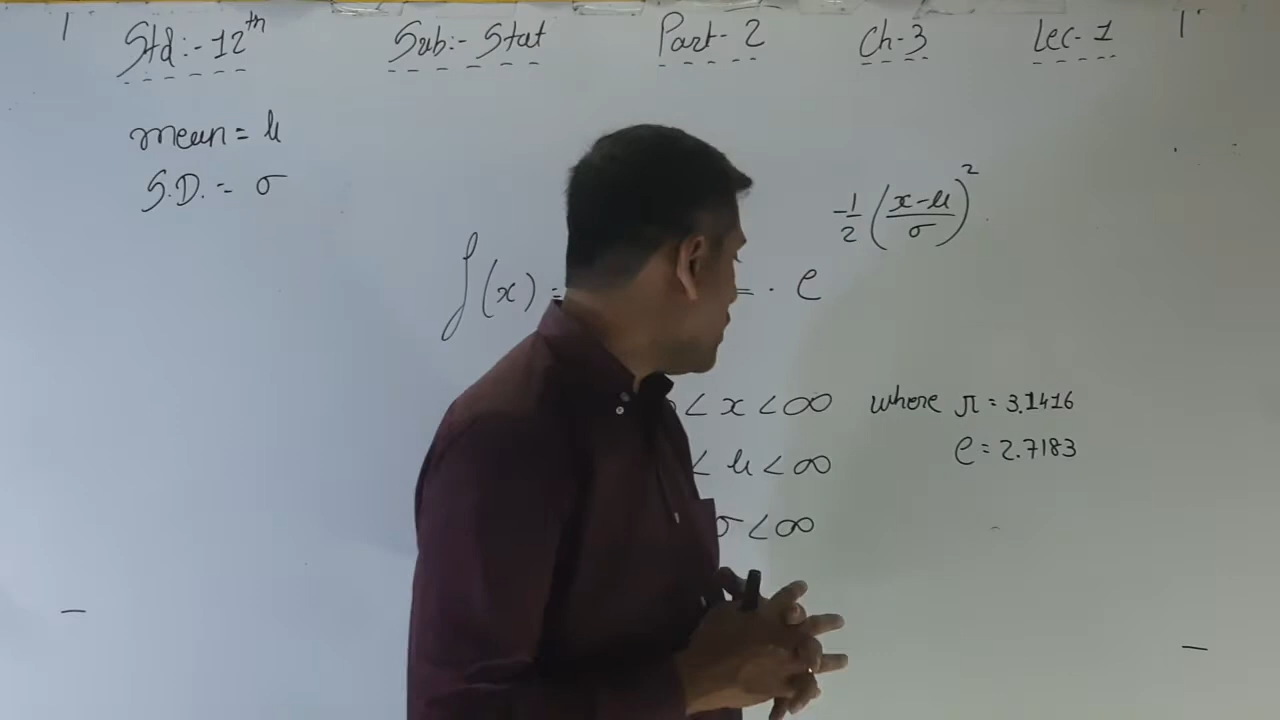 Std:- 12th Sub:- Stat Part- 2 Ch-3 Lec-1
mean = μ
S.D. = σ
f(x) = · e -1/2 (x-μ/σ)²
< x < ∞ where π = 3.1416
< μ < ∞ e = 2.7183
σ < ∞